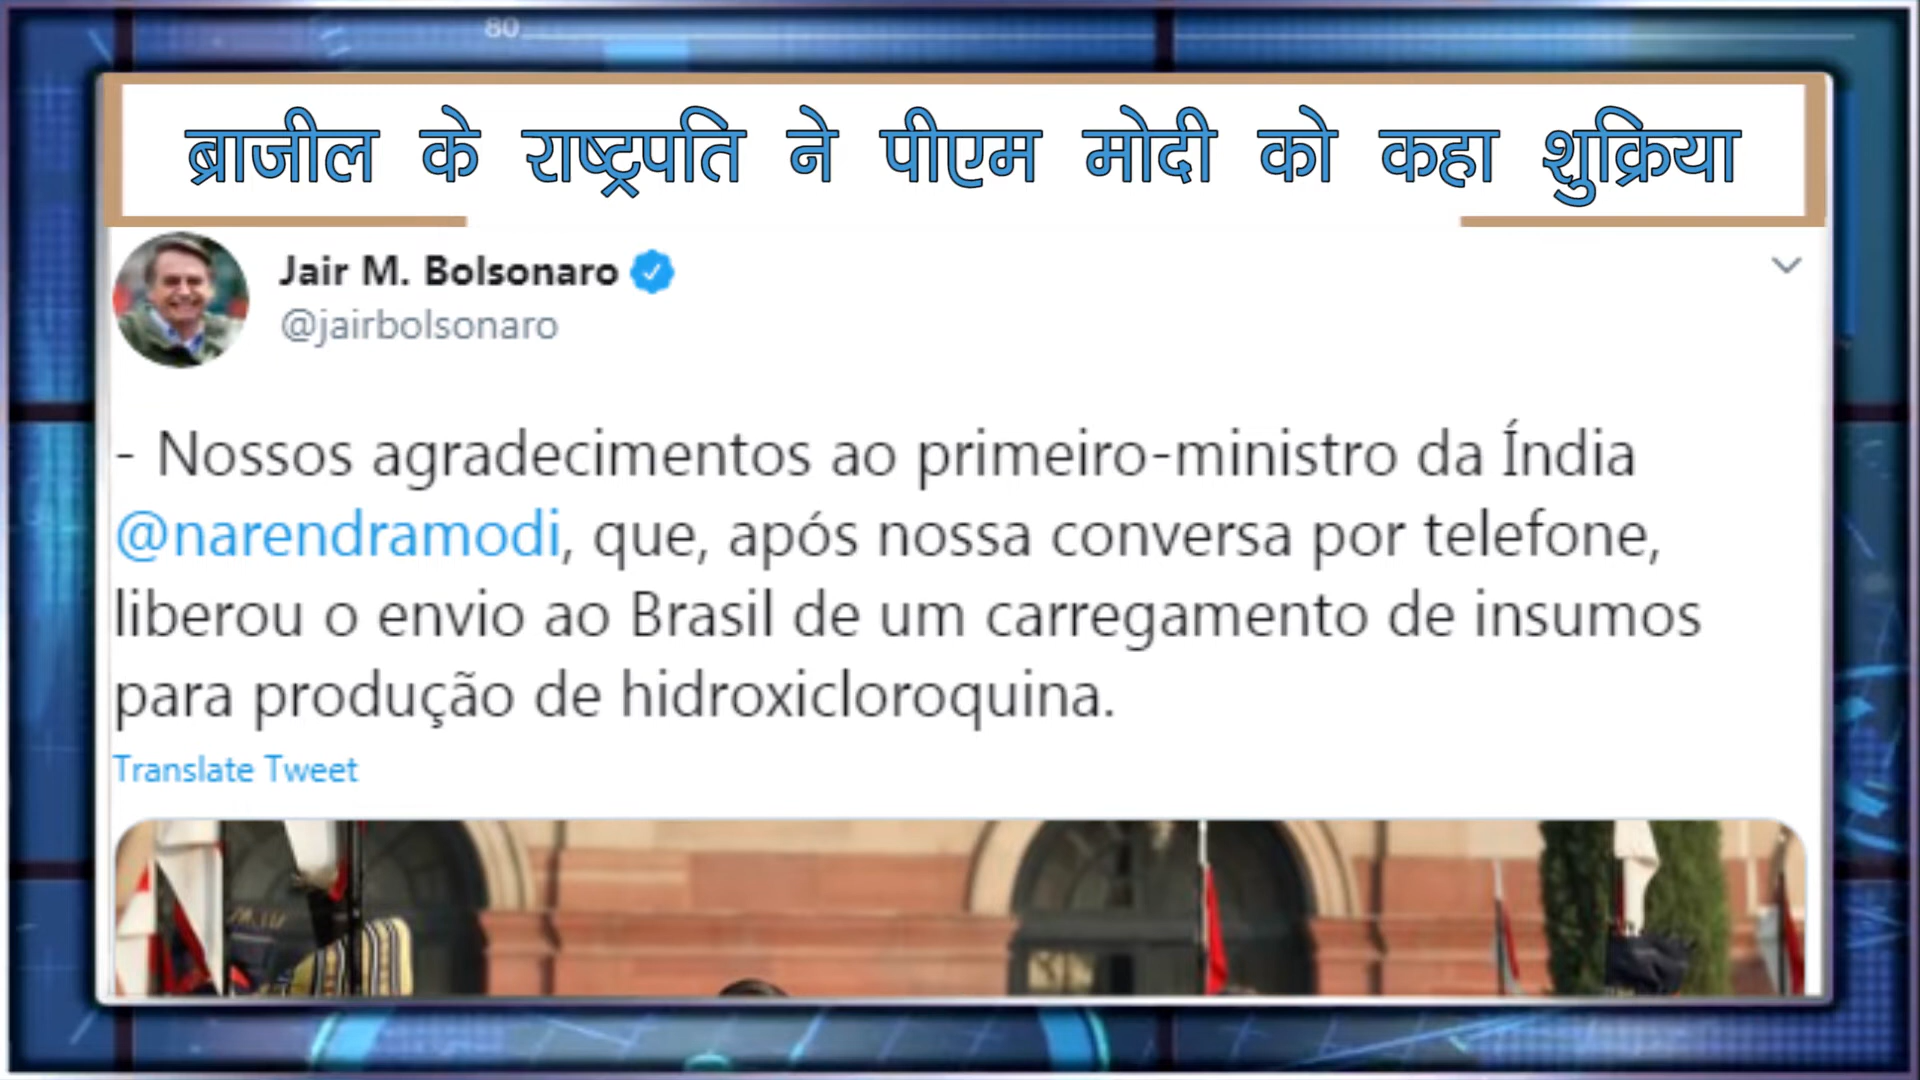 80
ब्राजील के राष्ट्रपति ने पीएम मोदी को कहा शुक्रिया
Jair M. Bolsonaro
@jairbolsonaro
- Nossos agradecimentos ao primeiro-ministro da Índia
@narendramodi, que, após nossa conversa por telefone,
liberou o envio ao Brasil de um carregamento de insumos
para produção de hidroxicloroquina.
Translate Tweet